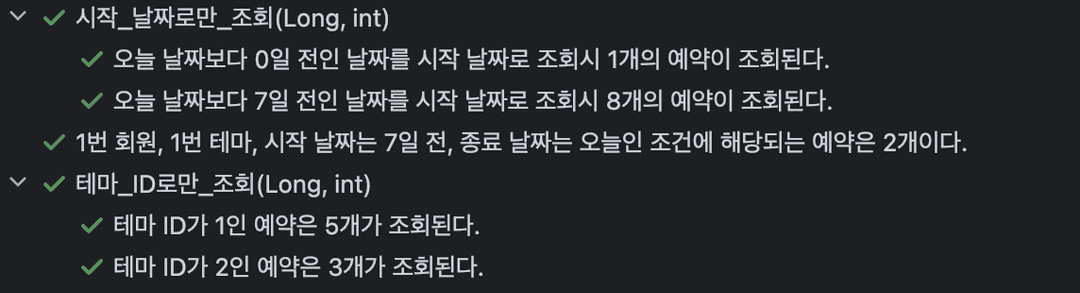 시작_날짜로만_조회(Long, int)
오늘 날짜보다 0일 전인 날짜를 시작 날짜로 조회시 1개의 예약이 조회된다.
오늘 날짜보다 7일 전인 날짜를 시작 날짜로 조회시 8개의 예약이 조회된다.
1번 회원, 1번 테마, 시작 날짜는 7일 전, 종료 날짜는 오늘인 조건에 해당되는 예약은 2개이다.
테마_ID로만_조회(Long, int)
테마 ID가 1인 예약은 5개가 조회된다.
테마 ID가 2인 예약은 3개가 조회된다.